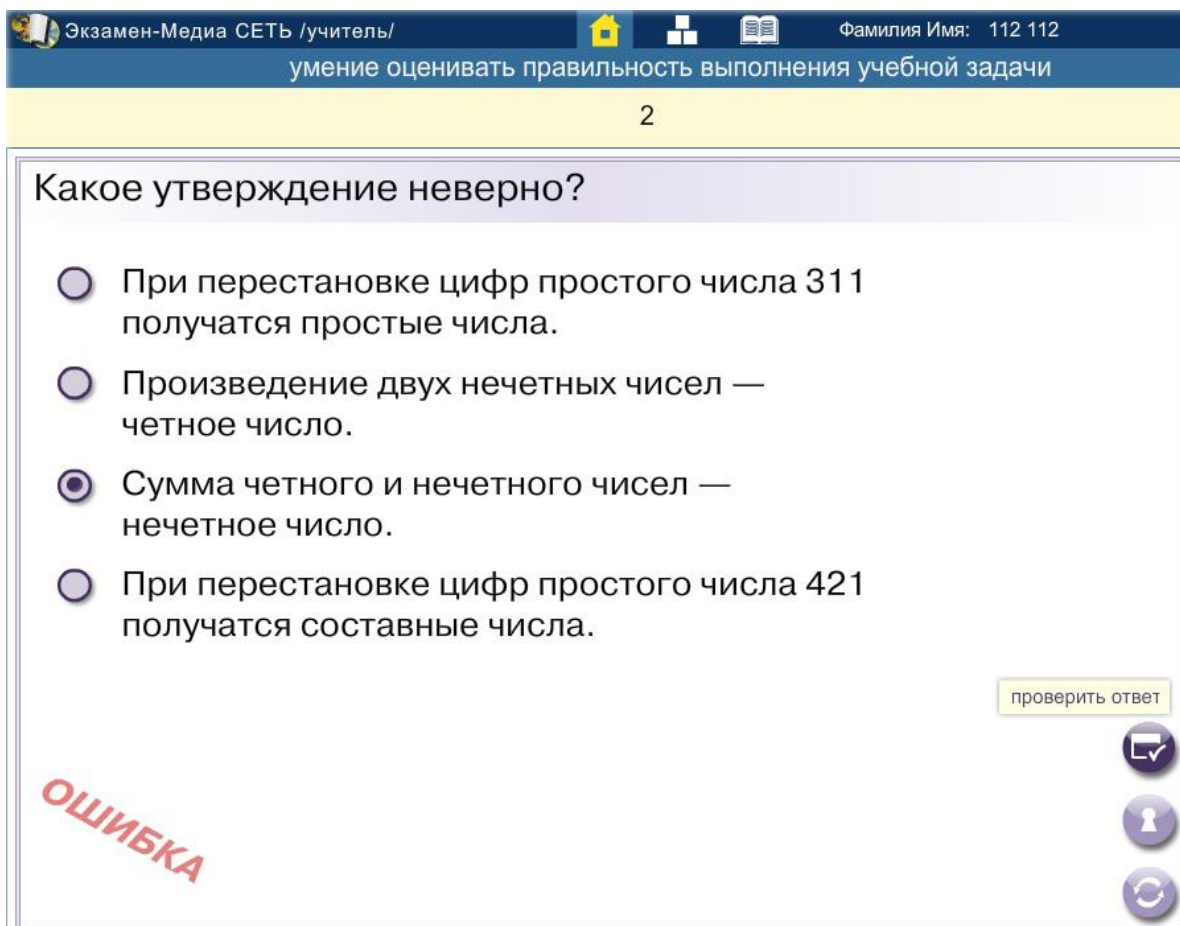 Экзамен-Медиа СЕТЬ /учитель/ Фамилия Имя: 112 112
умение оценивать правильность выполнения учебной задачи
2
Какое утверждение неверно?
При перестановке цифр простого числа 311
получатся простые числа.
Произведение двух нечетных чисел —
четное число.
Сумма четного и нечетного чисел —
нечетное число.
При перестановке цифр простого числа 421
получатся составные числа.
проверить ответ
ОШИБКА